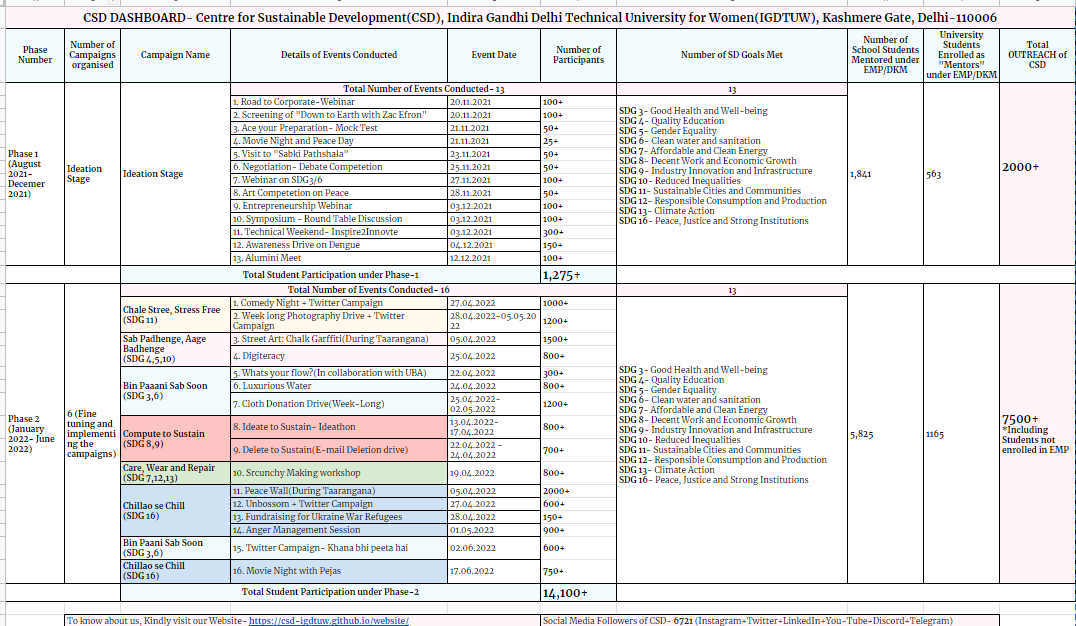 CSD DASHBOARD- Centre for Sustainable Development(CSD), Indira Gandhi Delhi Technical University for Women(IGDTUW), Kashmere Gate, Delhi-110006
Phase Number
Number of Campaigns organised
Campaign Name
Details of Events Conducted
Event Date
Number of Participants
Number of SD Goals Met
Number of School Students Mentored under EMP/DKM
University Students Enrolled as "Mentors" under EMP/DKM
Total OUTREACH of CSD
Total Number of Events Conducted- 13
13
Phase 1 (August 2021- Decemer 2021)
Ideation Stage
Ideation Stage
1. Road to Corporate-Webinar 20.11.2021 100+
2. Screening of "Down to Earth with Zac Efron" 20.11.2021 100+
3. Ace your Preparation- Mock Test 21.11.2021 50+
4. Movie Night and Peace Day 21.11.2021 25+
5. Visit to "Sabki Pathshala" 23.11.2021 50+
6. Negotiation- Debate Competetion 25.11.2021 50+
7. Webinar on SDG3/6 27.11.2021 100+
8. Art Competetion on Peace 28.11.2021 50+
9. Entrepreneurship Webinar 03.12.2021 100+
10. Symposium - Round Table Discussion 03.12.2021 100+
11. Technical Weekend- Inspire2Innovte 03.12.2021 300+
12. Awareness Drive on Dengue 04.12.2021 150+
13. Alumini Meet 12.12.2021 100+
SDG 3- Good Health and Well-being
SDG 4- Quality Education
SDG 5- Gender Equality
SDG 6- Clean water and sanitation
SDG 7- Affordable and Clean Energy
SDG 8- Decent Work and Economic Growth
SDG 9- Industry Innovation and Infrastructure
SDG 10- Reduced Inequalities
SDG 11- Sustainable Cities and Communities
SDG 12- Responsible Consumption and Production
SDG 13- Climate Action
SDG 16- Peace, Justice and Strong Institutions
1,841
563
2000+
Total Student Participation under Phase-1 1,275+
Total Number of Events Conducted- 16
13
Phase 2 (January 2022- June 2022)
6 (Fine tuning and implementing the campaigns)
Chale Stree, Stress Free (SDG 11)
1. Comedy Night + Twitter Campaign 27.04.2022 1000+
2. Week long Photography Drive + Twitter Campaign 28.04.2022-05.05.2022 1200+
Sab Padhenge, Aage Badhenge (SDG 4,5,10)
3. Street Art: Chalk Garffiti(During Taarangana) 05.04.2022 1500+
4. Digiteracy 25.04.2022 800+
Bin Paaani Sab Soon (SDG 3,6)
5. Whats your flow?(In collaboration with UBA) 22.04.2022 300+
6. Luxurious Water 24.04.2022 800+
7. Cloth Donation Drive(Week-Long) 25.04.2022- 02.05.2022 1200+
Compute to Sustain (SDG 8,9)
8. Ideate to Sustain- Ideathon 13.04.2022- 17.04.2022 800+
9. Delete to Sustain(E-mail Deletion drive) 22.04.2022 - 24.04.2022 700+
Care, Wear and Repair (SDG 7,12,13)
10. Srcunchy Making workshop 19.04.2022 800+
Chillao se Chill (SDG 16)
11. Peace Wall(During Taarangana) 05.04.2022 2000+
12. Unbossom + Twitter Campaign 27.04.2022 600+
13. Fundraising for Ukraine War Refugees 28.04.2022 150+
14. Anger Management Session 01.05.2022 900+
Bin Paani Sab Soon (SDG 3,6)
15. Twitter Campaign- Khana bhi peeta hai 02.06.2022 600+
Chillao se Chill (SDG 16)
16. Movie Night with Pejas 17.06.2022 750+
SDG 3- Good Health and Well-being
SDG 4- Quality Education
SDG 5- Gender Equality
SDG 6- Clean water and sanitation
SDG 7- Affordable and Clean Energy
SDG 8- Decent Work and Economic Growth
SDG 9- Industry Innovation and Infrastructure
SDG 10- Reduced Inequalities
SDG 11- Sustainable Cities and Communities
SDG 12- Responsible Consumption and Production
SDG 13- Climate Action
SDG 16- Peace, Justice and Strong Institutions
5,825
1165
7500+
*Including Students not enrolled in EMP
Total Student Participation under Phase-2 14,100+
To know about us, Kindly visit our Website- https://csd-igdtuw.github.io/website/
Social Media Followers of CSD- 6721 (Instagram+Twitter+LinkedIn+You-Tube+Discord+Telegram)